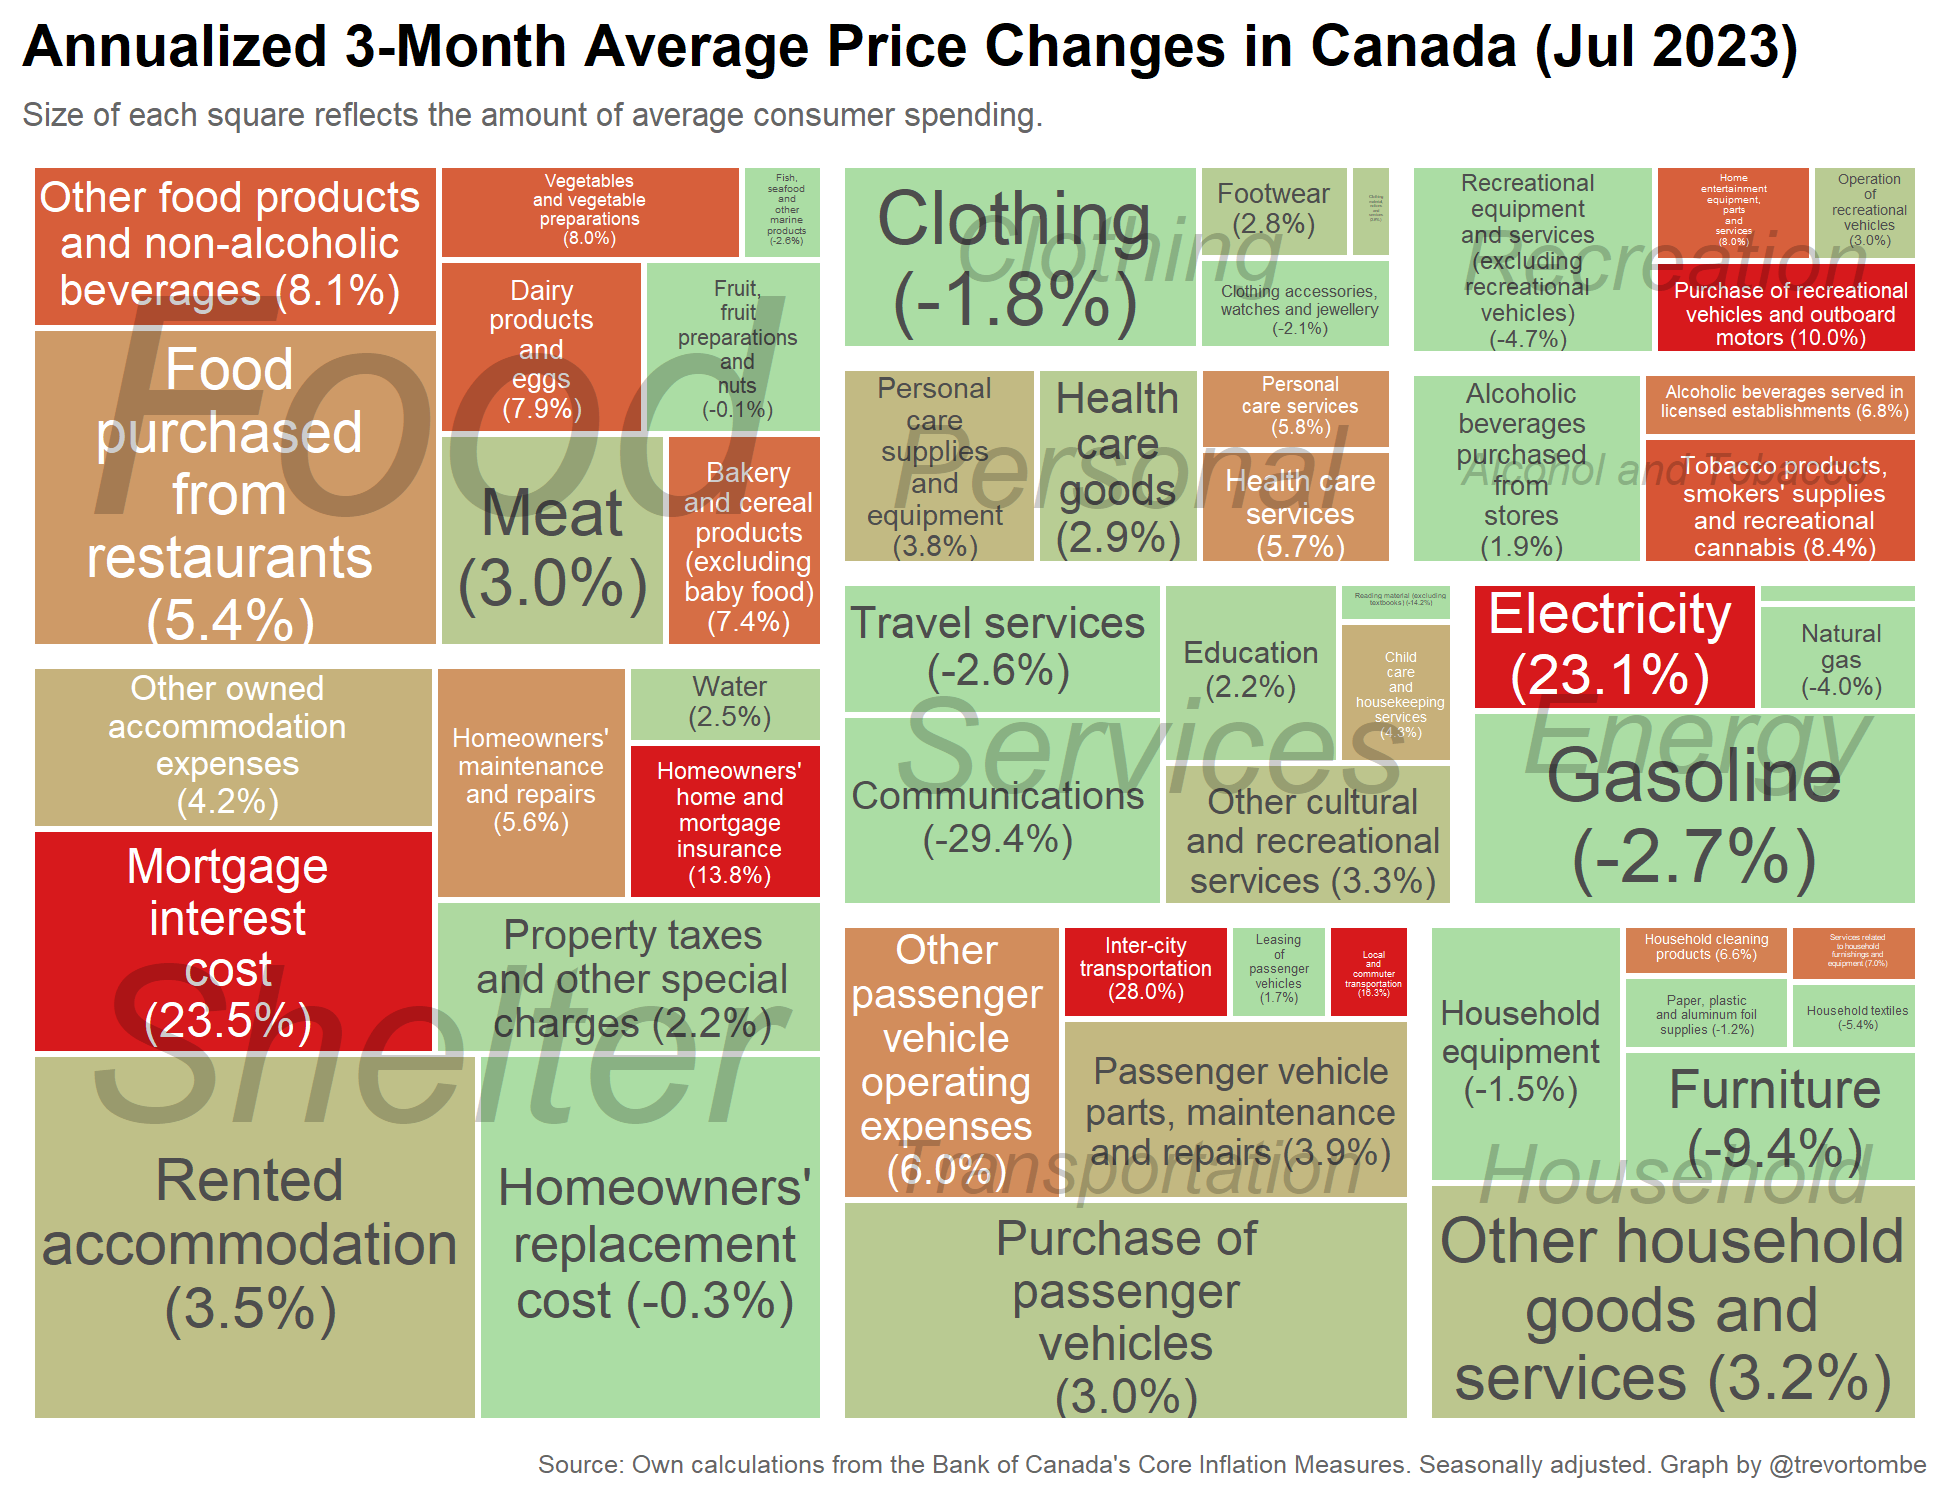 Annualized 3-Month Average Price Changes in Canada (Jul 2023)
Size of each square reflects the amount of average consumer spending.
Food
Other food products
and non-alcoholic
beverages (8.1%)
Vegetables
and vegetable
preparations
(8.0%)
Fish,
seafood
and
other
marine
products
(-2.6%)
Food
purchased
from
restaurants
(5.4%)
Dairy
products
and
eggs
(7.9%)
Fruit,
fruit
preparations
and
nuts
(-0.1%)
Meat
(3.0%)
Bakery
and cereal
products
(excluding
baby food)
(7.4%)
Clothing
Clothing
(-1.8%)
Footwear
(2.8%)
Clothing accessories,
watches and jewellery
(-2.1%)
Recreation
Recreational
equipment
and services
(excluding
recreational
vehicles)
(-4.7%)
Home
entertainment
equipment,
parts
and
services
(8.0%)
Operation
of
recreational
vehicles
(3.0%)
Purchase of recreational
vehicles and outboard
motors (10.0%)
Personal
Personal
care
supplies
and
equipment
(3.8%)
Health
care
goods
(2.9%)
Personal
care services
(5.8%)
Health care
services
(5.7%)
Alcohol and Tobacco
Alcoholic
beverages
purchased
from
stores
(1.9%)
Alcoholic beverages served in
licensed establishments (6.8%)
Tobacco products,
smokers' supplies
and recreational
cannabis (8.4%)
Shelter
Other owned
accommodation
expenses
(4.2%)
Homeowners'
maintenance
and repairs
(5.6%)
Water
(2.5%)
Homeowners'
home and
mortgage
insurance
(13.8%)
Mortgage
interest
cost
(23.5%)
Property taxes
and other special
charges (2.2%)
Rented
accommodation
(3.5%)
Homeowners'
replacement
cost (-0.3%)
Services
Travel services
(-2.6%)
Education
(2.2%)
Reading material (excluding
textbooks) (-14.2%)
Child
care
and
housekeeping
services
(4.3%)
Communications
(-29.4%)
Other cultural
and recreational
services (3.3%)
Energy
Electricity
(23.1%)
Natural
gas
(-4.0%)
Gasoline
(-2.7%)
Transportation
Other
passenger
vehicle
operating
expenses
(6.0%)
Inter-city
transportation
(28.0%)
Leasing
of
passenger
vehicles
(1.7%)
Local
and
commuter
transportation
(16.3%)
Passenger vehicle
parts, maintenance
and repairs (3.9%)
Purchase of
passenger
vehicles
(3.0%)
Household
Household
equipment
(-1.5%)
Household cleaning
products (6.6%)
Services related
to household
furnishings and
equipment (7.0%)
Paper, plastic
and aluminum foil
supplies (-1.2%)
Household textiles
(-5.4%)
Furniture
(-9.4%)
Other household
goods and
services (3.2%)
Source: Own calculations from the Bank of Canada's Core Inflation Measures. Seasonally adjusted. Graph by @trevortombe